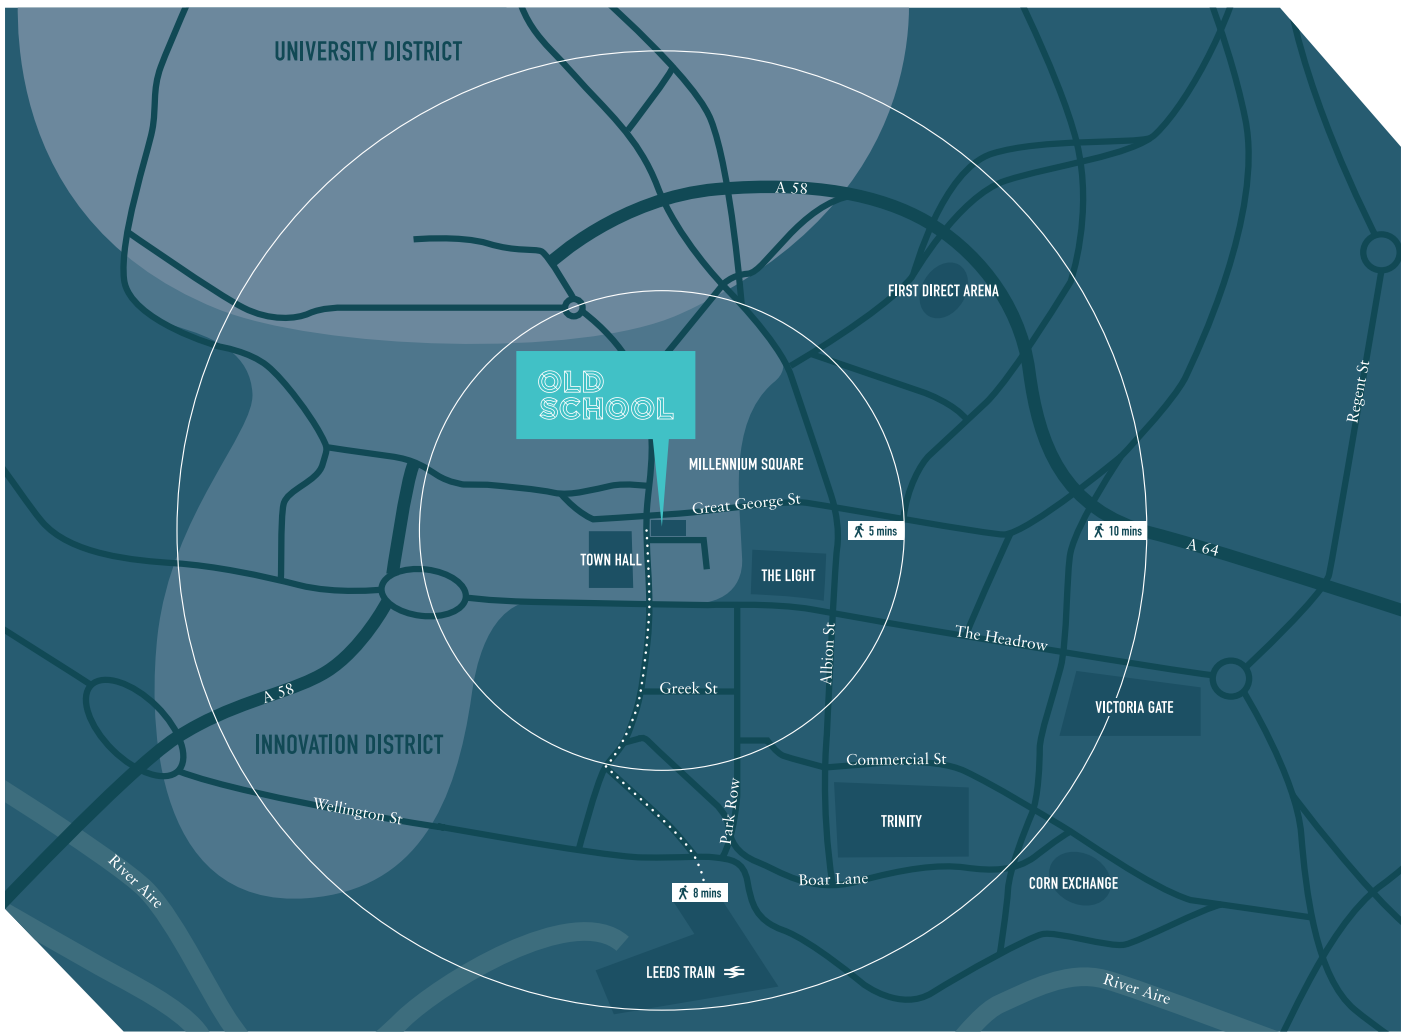 UNIVERSITY DISTRICT
A 58
FIRST DIRECT ARENA
Regent St
OLD
SCHOOL
MILLENNIUM SQUARE
Great George St
5 mins
10 mins
A 64
TOWN HALL
THE LIGHT
The Headrow
Albion St
A 58
Greek St
VICTORIA GATE
INNOVATION DISTRICT
Commercial St
Wellington St
Park Row
TRINITY
River Aire
Boar Lane
CORN EXCHANGE
8 mins
LEEDS TRAIN
River Aire